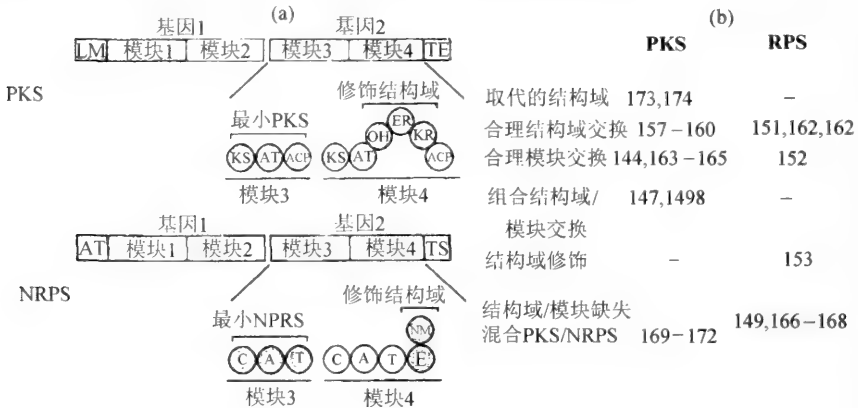 (a)
基因1 基因2
LM 模块1 模块2 模块3 模块4 TE
PKS
修饰结构域
最小PKS
ER
OH KR
KS AT ACP KS AT ACP
模块3 模块4
基因1 基因2
AT 模块1 模块2 模块3 模块4 TS
NRPS
修饰结构域
最小NPRS
NM
C A T C A T E
模块3 模块4
(b)
PKS RPS
取代的结构域 173,174 –
合理结构域交换 157–160 151,162,162
合理模块交换 144,163–165 152
组合结构域/ 147,1498 –
模块交换
结构域修饰 – 153
结构域/模块缺失
149,166–168
混合PKS/NRPS 169–172